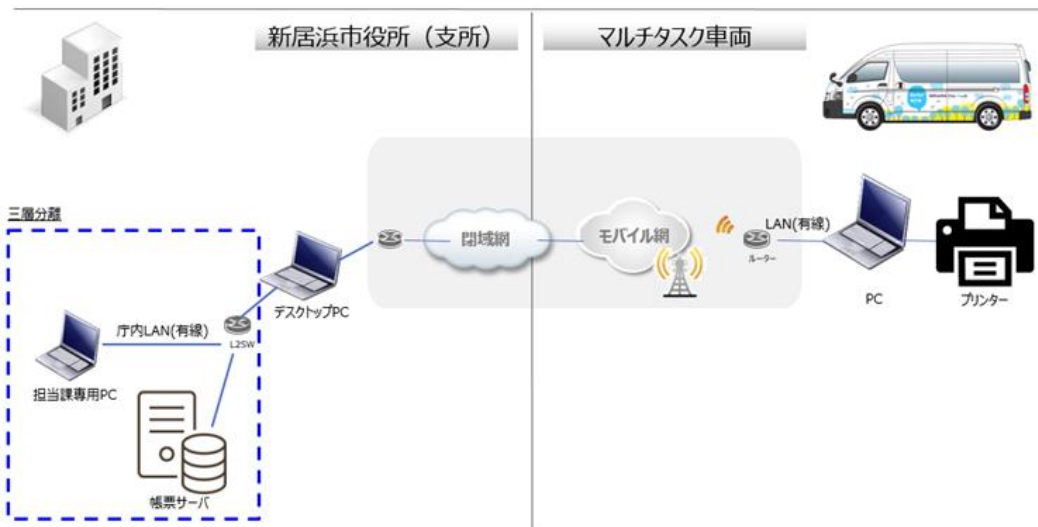 新居浜市役所（支所）
マルチタスク車両
三層分離
閉域網
モバイル網
LAN(有線)
ルーター
デスクトップPC
PC
プリンター
庁内LAN(有線)
L2SW
担当課専用PC
帳票サーバ